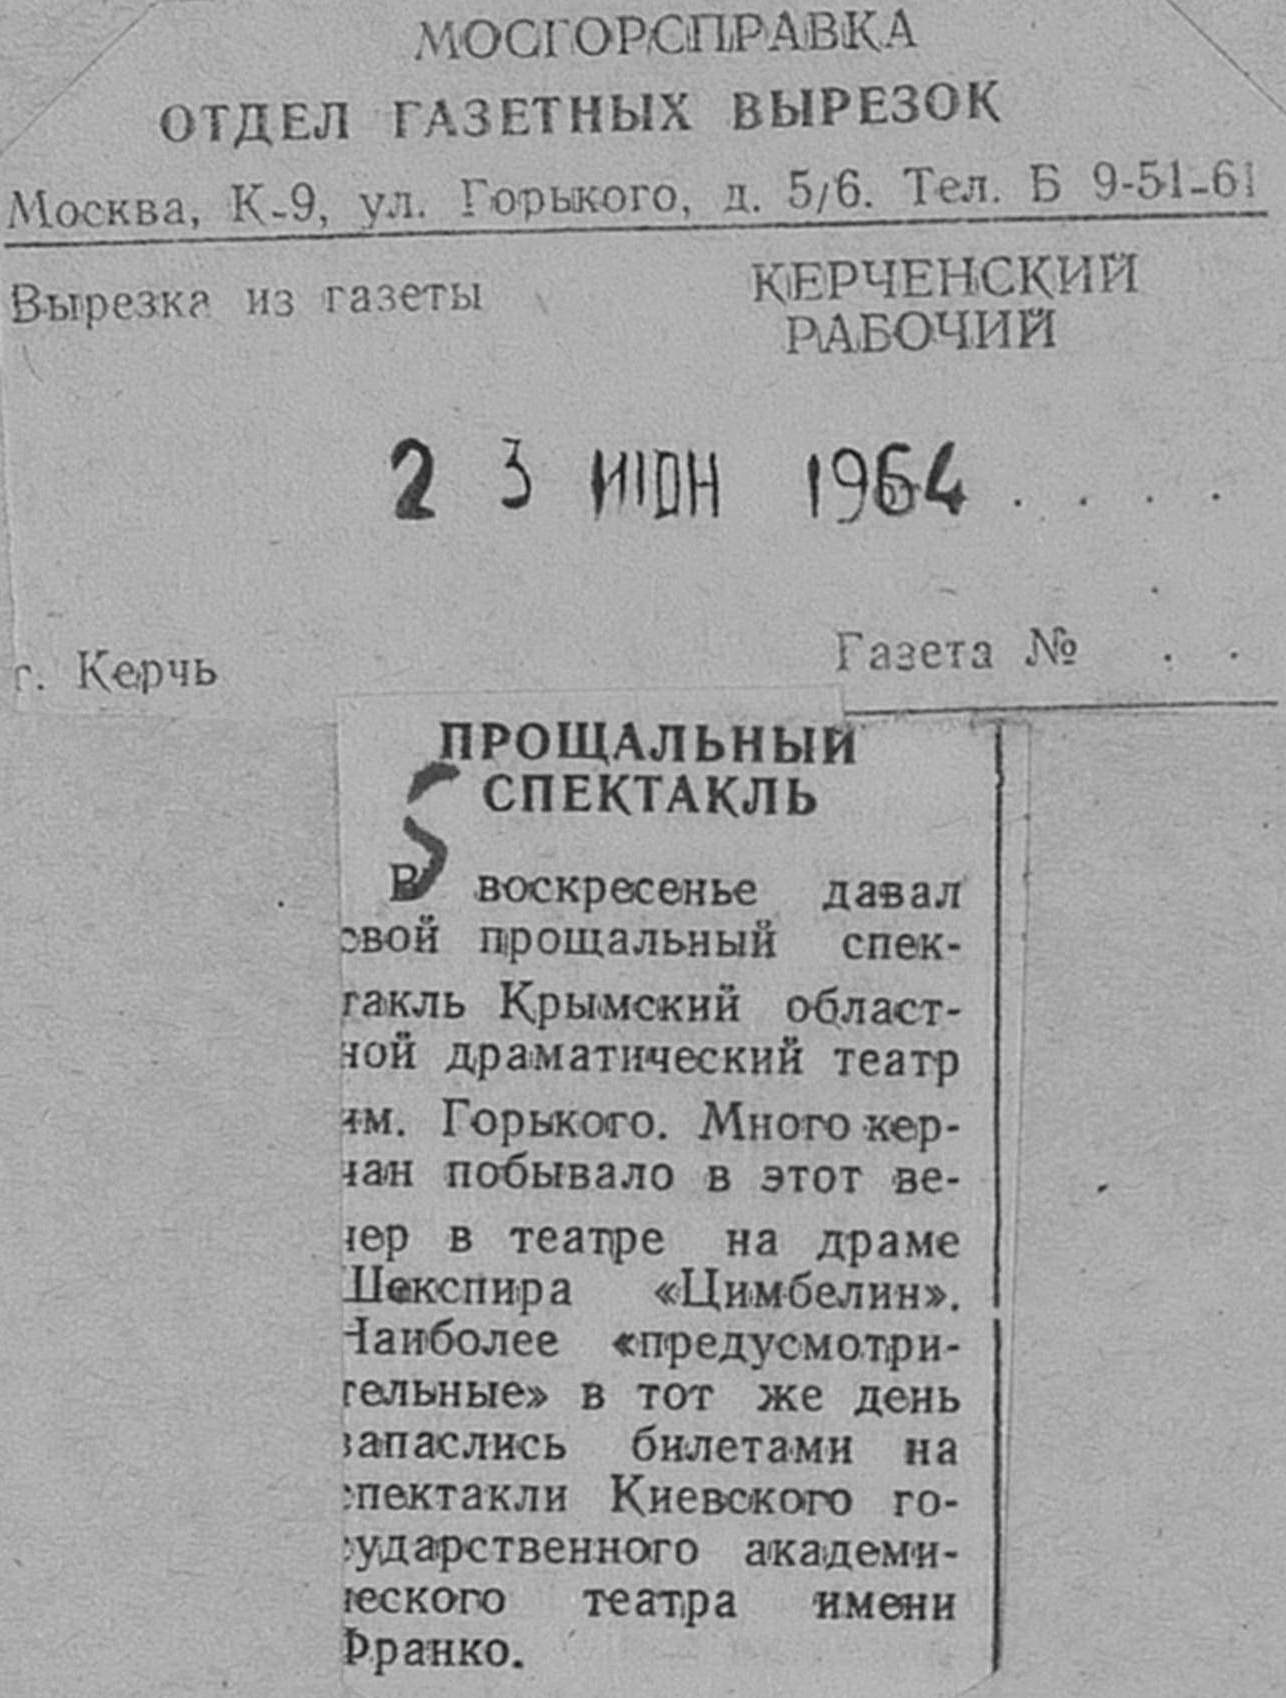 МОСГОРСПРАВКА
ОТДЕЛ ГАЗЕТНЫХ ВЫРЕЗОК
Москва, К-9, ул. Горького, д. 5/6. Тел. Б 9-51-61
Вырезка из газеты
КЕРЧЕНСКИЙ
РАБОЧИЙ
2 3 ИЮН 1964 . . . .
г. Керчь
Газета № . .
ПРОЩАЛЬНЫЙ
СПЕКТАКЛЬ
В воскресенье давал
свой прощальный спек-
такль Крымский област-
ной драматический театр
им. Горького. Много кер-
чан побывало в этот ве-
чер в театре на драме
Шекспира «Цимбелин».
Наиболее «предусмотри-
тельные» в тот же день
запаслись билетами на
спектакли Киевского го-
сударственного академи-
ческого театра имени
Франко.